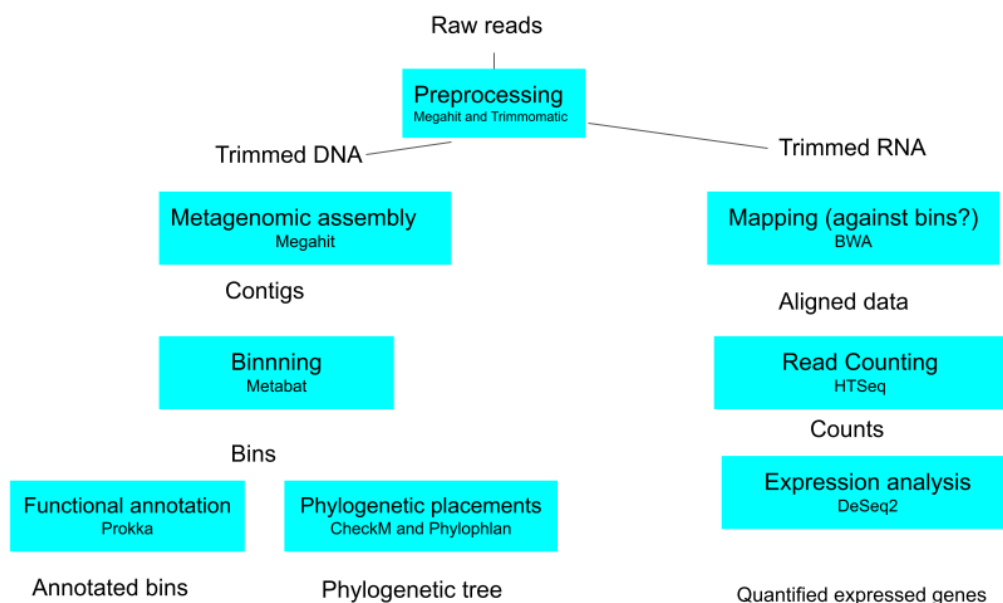 Raw reads
Preprocessing
Megahit and Trimmomatic
Trimmed DNA
Trimmed RNA
Metagenomic assembly
Megahit
Mapping (against bins?)
BWA
Contigs
Aligned data
Binnning
Metabat
Read Counting
HTSeq
Counts
Bins
Functional annotation
Prokka
Phylogenetic placements
CheckM and Phylophlan
Expression analysis
DeSeq2
Annotated bins
Phylogenetic tree
Quantified expressed genes